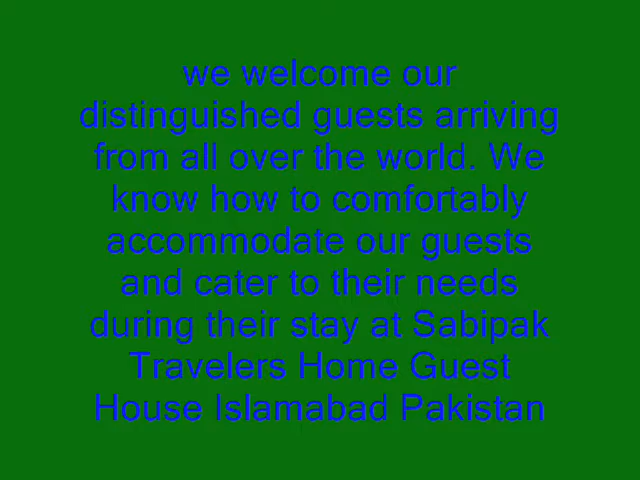 we welcome our
distinguished guests arriving
from all over the world. We
know how to comfortably
accommodate our guests
and cater to their needs
during their stay at Sabipak
Travelers Home Guest
House Islamabad Pakistan